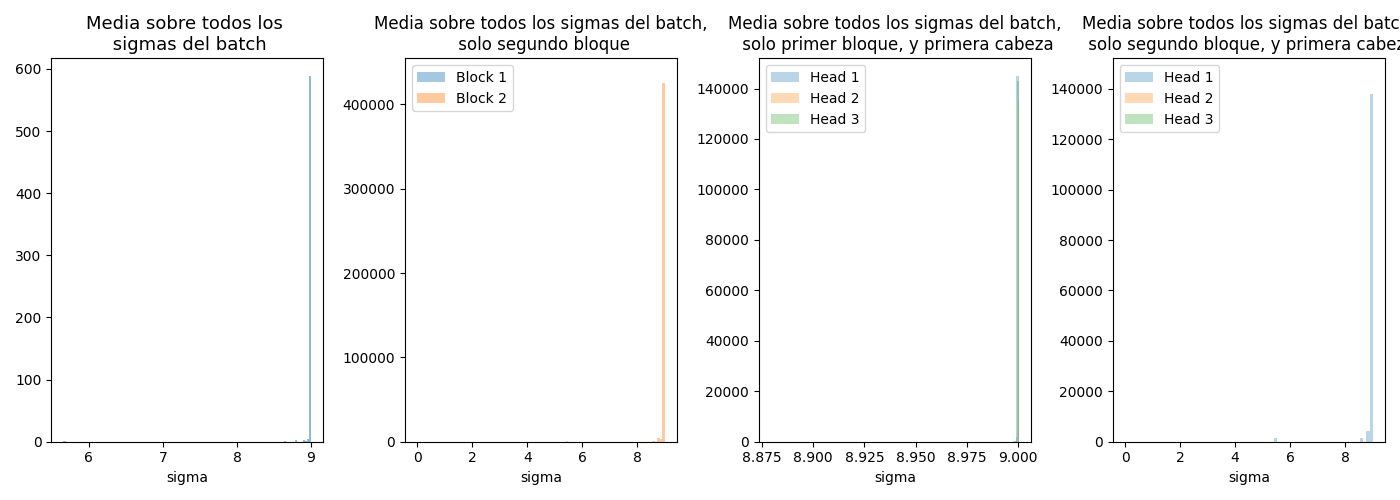 Media sobre todos los
sigmas del batch
600
500
400
300
200
100
0
6
7
8
9
sigma
Media sobre todos los sigmas del batch,
solo segundo bloque
Block 1
Block 2
400000
300000
200000
100000
0
0
2
4
6
8
sigma
Media sobre todos los sigmas del batch,
solo primer bloque, y primera cabeza
Head 1
Head 2
Head 3
140000
120000
100000
80000
60000
40000
20000
0
8.875
8.900
8.925
8.950
8.975
9.000
sigma
Media sobre todos los sigmas del batc
solo segundo bloque, y primera cabez
Head 1
Head 2
Head 3
140000
120000
100000
80000
60000
40000
20000
0
0
2
4
6
8
sigma